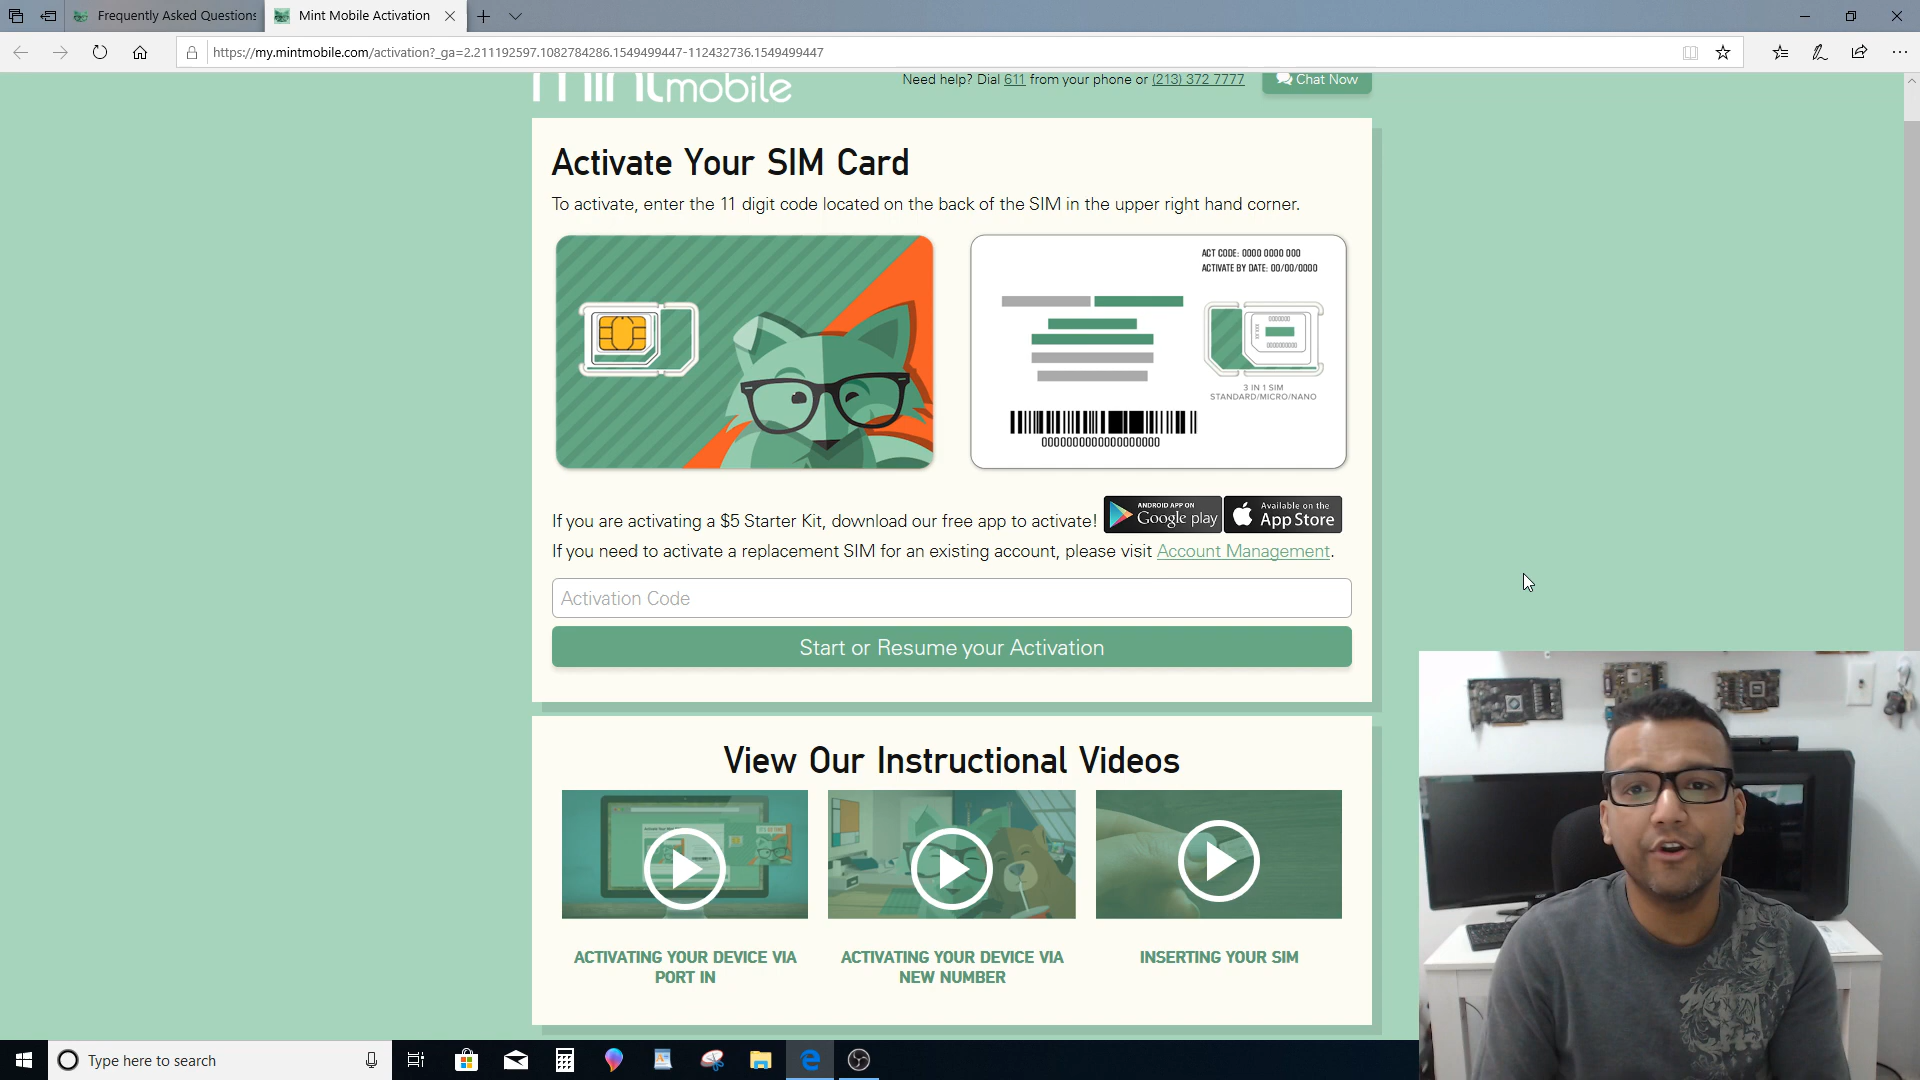 Frequently Asked Questions
Mint Mobile Activation
https://my.mintmobile.com/activation?_ga=2.211192597.1082784286.1549499447-112432736.1549499447
mintmobile
Need help? Dial 611 from your phone or (213) 372 7777
Chat Now
Activate Your SIM Card
To activate, enter the 11 digit code located on the back of the SIM in the upper right hand corner.
ACT CODE: 0000 0000 000
ACTIVATE BY DATE: 00/00/0000
3 IN 1 SIM
STANDARD/MICRO/NANO
0000000000000000000
If you are activating a $5 Starter Kit, download our free app to activate!
ANDROID APP ON
Google play
Available on the
App Store
If you need to activate a replacement SIM for an existing account, please visit Account Management.
Activation Code
Start or Resume your Activation
View Our Instructional Videos
ACTIVATING YOUR DEVICE VIA
PORT IN
ACTIVATING YOUR DEVICE VIA
NEW NUMBER
INSERTING YOUR SIM
Type here to search